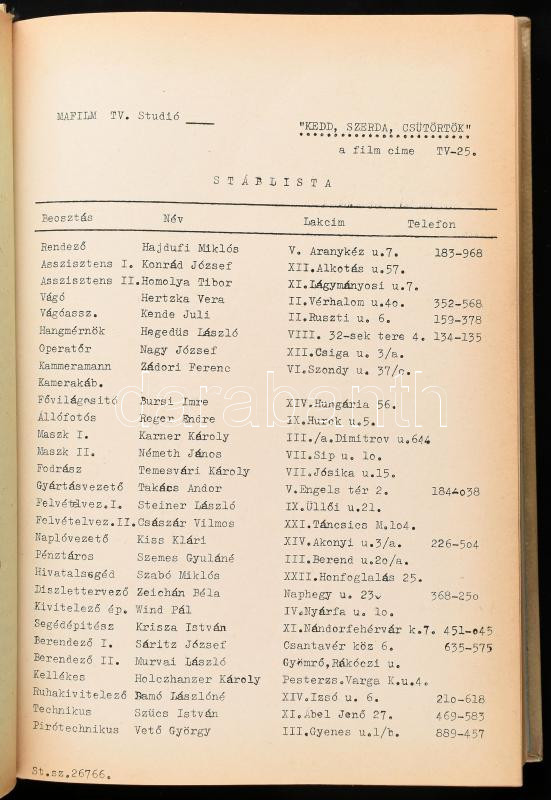 MAFILM TV. Studió
"KEDD, SZERDA, CSÜTÖRTÖK"
a film cime TV-25.
STÁBLISTA
Beosztás Név Lakcím Telefon
Rendező Hajdufi Miklós V. Aranykéz u.7. 183-968
Asszisztens I. Konrád József XII.Alkotás u.57.
Asszisztens II.Homolya Tibor XI.Lágymányosi u.7.
Vágó Hertzka Vera II.Vérhalom u.4o. 352-568
Vágóassz. Kende Juli II.Ruszti u. 6. 159-378
Hangmérnök Hegedüs László VIII. 32-sek tere 4. 134-135
Operatőr Nagy József XII.Csiga u. 3/a.
Kameramann Zádori Ferenc VI.Szondy u. 37/c.
Kamerakáb.
Fővilágositó Bursi Imre XIV.Hungária 56.
Állófotós Reger Endre IX.Hurok u.5.
Maszk I. Karner Károly III./a.Dimitrov u.644
Maszk II. Németh János VII.Sip u. 1o.
Fodrász Temesvári Károly VII.Jósika u.15.
Gyártásvezető Takács Andor V.Engels tér 2. 184-o38
Felvételvez.I. Steiner László IX.Üllői u.21.
Felvételvez.II.Császár Vilmos XXI.Táncsics M.1o4.
Naplóvezető Kiss Klári XIV.Akonyi u.3/a. 226-5o4
Pénztáros Szemes Gyuláné III.Berend u.2o/a.
Hivatalsegéd Szabó Miklós XXII.Honfoglalás 25.
Diszlettervező Zeichán Béla Naphegy u. 23. 368-25o
Kivitelező ép. Wind Pál IV.Nyárfa u. 1o.
Segédépitész Krisza István XI.Nándorfehérvár k.7. 451-o45
Berendező I. Sáritz József Csantavér köz 6. 635-575
Berendező II. Murvai László Gyömrő,Rákóczi u.
Kellékes Holczhanzer Károly Pesterzs.Varga K.u.4.
Ruhakivitelező Ramó Lászlóné XIV.Izsó u. 6. 21o-618
Technikus Szücs István XI.Ábel Jenő 27. 469-583
Pirótechnikus Vető György III.Gyenes u.1/b. 889-457
St.sz.26766.
darabanth